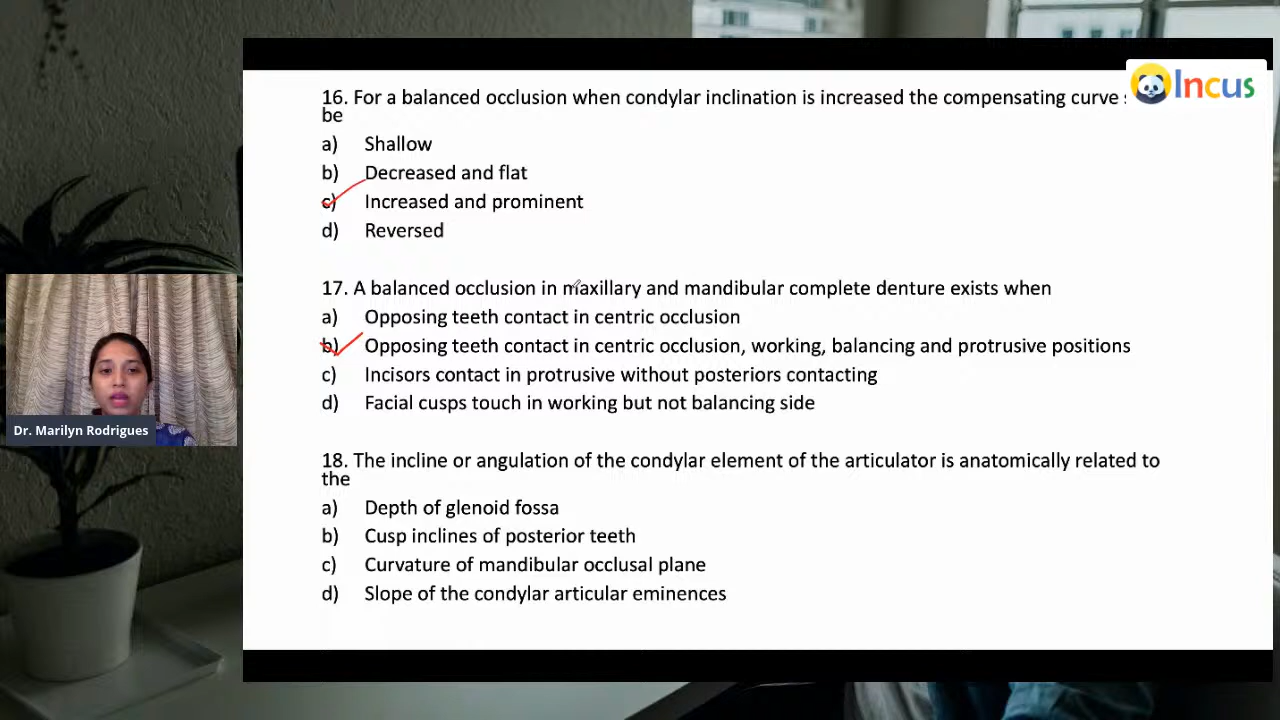 Incus
16. For a balanced occlusion when condylar inclination is increased the compensating curve
be
a) Shallow
b) Decreased and flat
c) Increased and prominent
d) Reversed
17. A balanced occlusion in maxillary and mandibular complete denture exists when
a) Opposing teeth contact in centric occlusion
b) Opposing teeth contact in centric occlusion, working, balancing and protrusive positions
c) Incisors contact in protrusive without posteriors contacting
d) Facial cusps touch in working but not balancing side
Dr. Marilyn Rodrigues
18. The incline or angulation of the condylar element of the articulator is anatomically related to
the
a) Depth of glenoid fossa
b) Cusp inclines of posterior teeth
c) Curvature of mandibular occlusal plane
d) Slope of the condylar articular eminences